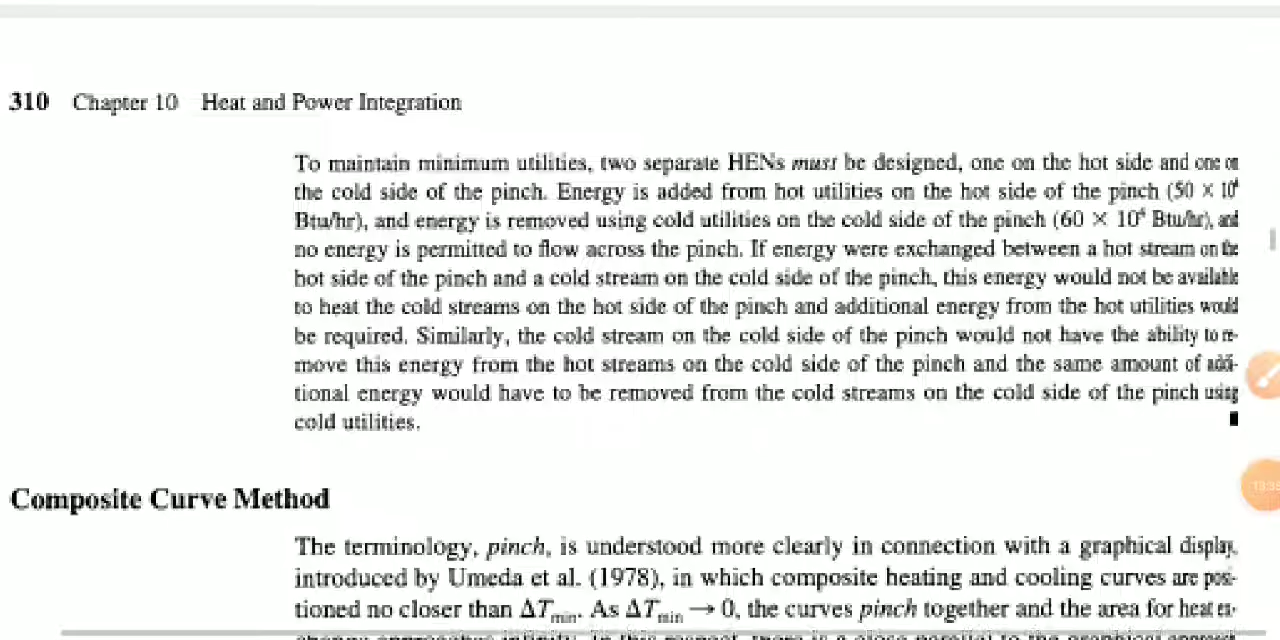 310 Chapter 10 Heat and Power Integration
To maintain minimum utilities, two separate HENs must be designed, one on the hot side and one on
the cold side of the pinch. Energy is added from hot utilities on the hot side of the pinch (50 × 10⁴
Btu/hr), and energy is removed using cold utilities on the cold side of the pinch (60 × 10⁴ Btu/hr), and
no energy is permitted to flow across the pinch. If energy were exchanged between a hot stream on the
hot side of the pinch and a cold stream on the cold side of the pinch, this energy would not be available
to heat the cold streams on the hot side of the pinch and additional energy from the hot utilities would
be required. Similarly, the cold stream on the cold side of the pinch would not have the ability to re-
move this energy from the hot streams on the cold side of the pinch and the same amount of addi-
tional energy would have to be removed from the cold streams on the cold side of the pinch using
cold utilities.
Composite Curve Method
The terminology, pinch, is understood more clearly in connection with a graphical display,
introduced by Umeda et al. (1978), in which composite heating and cooling curves are posi-
tioned no closer than ΔTmin. As ΔTmin → 0, the curves pinch together and the area for heat ex-